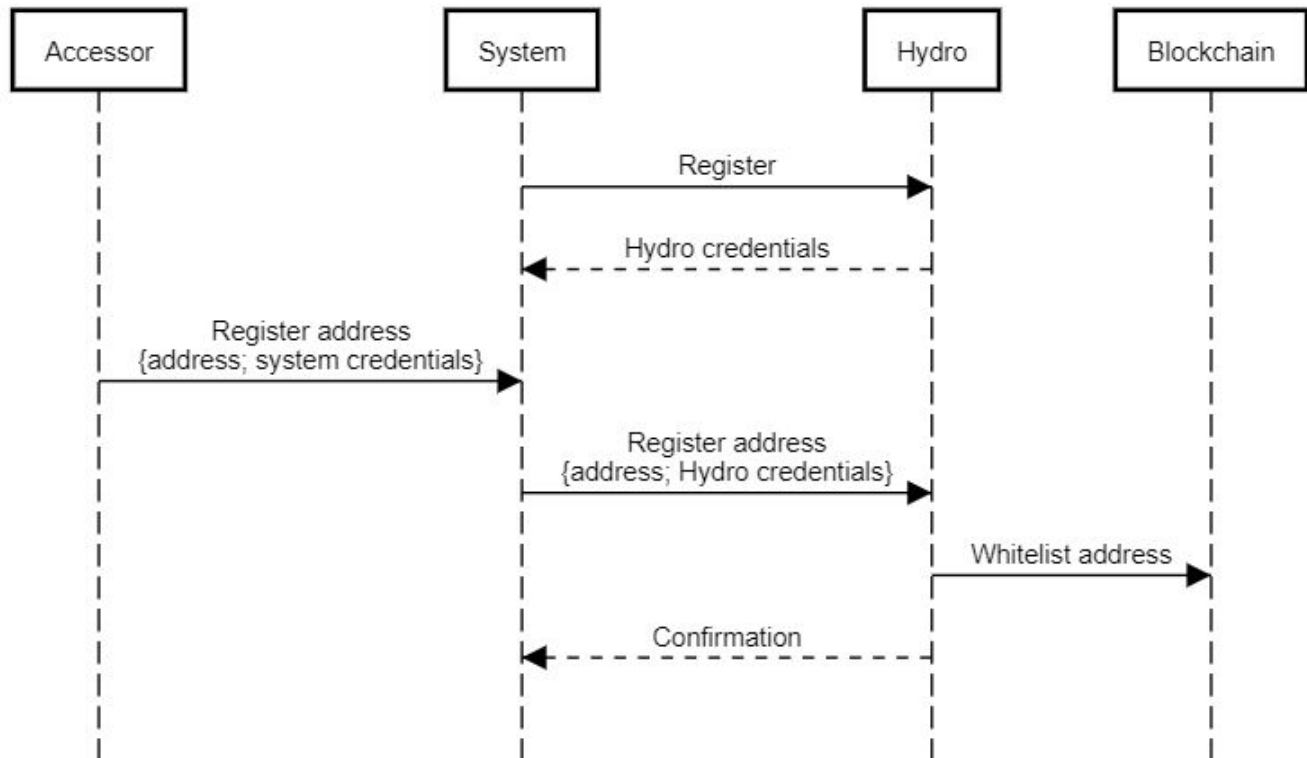 Accessor
System
Hydro
Blockchain
Register
Hydro credentials
Register address
{address; system credentials}
Register address
{address; Hydro credentials}
Whitelist address
Confirmation